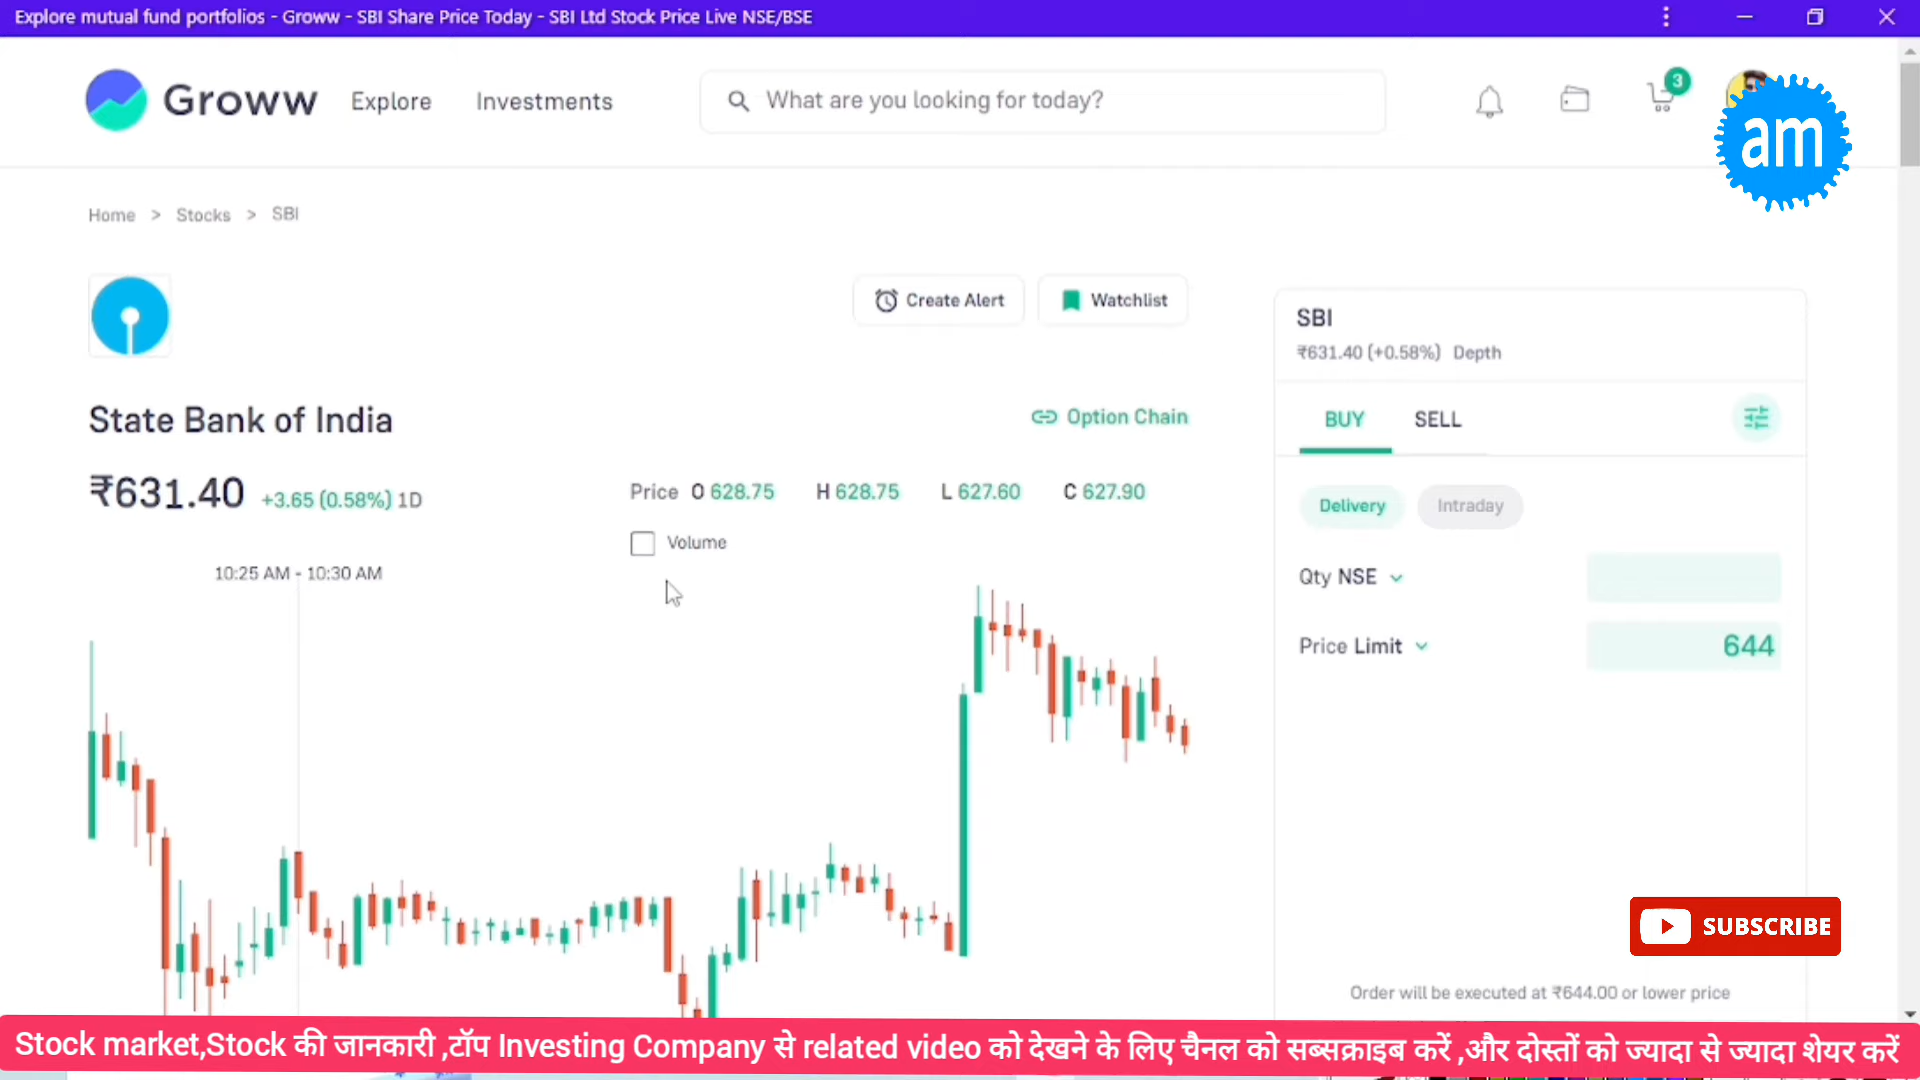 Explore mutual fund portfolios - Groww - SBI Share Price Today - SBI Ltd Stock Price Live NSE/BSE
Groww Explore Investments What are you looking for today? 3
am
Home > Stocks > SBI
Create Alert Watchlist
SBI
₹631.40 (+0.58%) Depth
State Bank of India
Option Chain
BUY SELL
₹631.40 +3.65 (0.58%) 1D
Price O 628.75 H 628.75 L 627.60 C 627.90
Delivery Intraday
Volume
10:25 AM - 10:30 AM
Qty NSE
Price Limit 644
SUBSCRIBE
Order will be executed at ₹644.00 or lower price
Stock market,Stock की जानकारी ,टॉप Investing Company से related video को देखने के लिए चैनल को सब्सक्राइब करें ,और दोस्तों को ज्यादा से ज्यादा शेयर करें